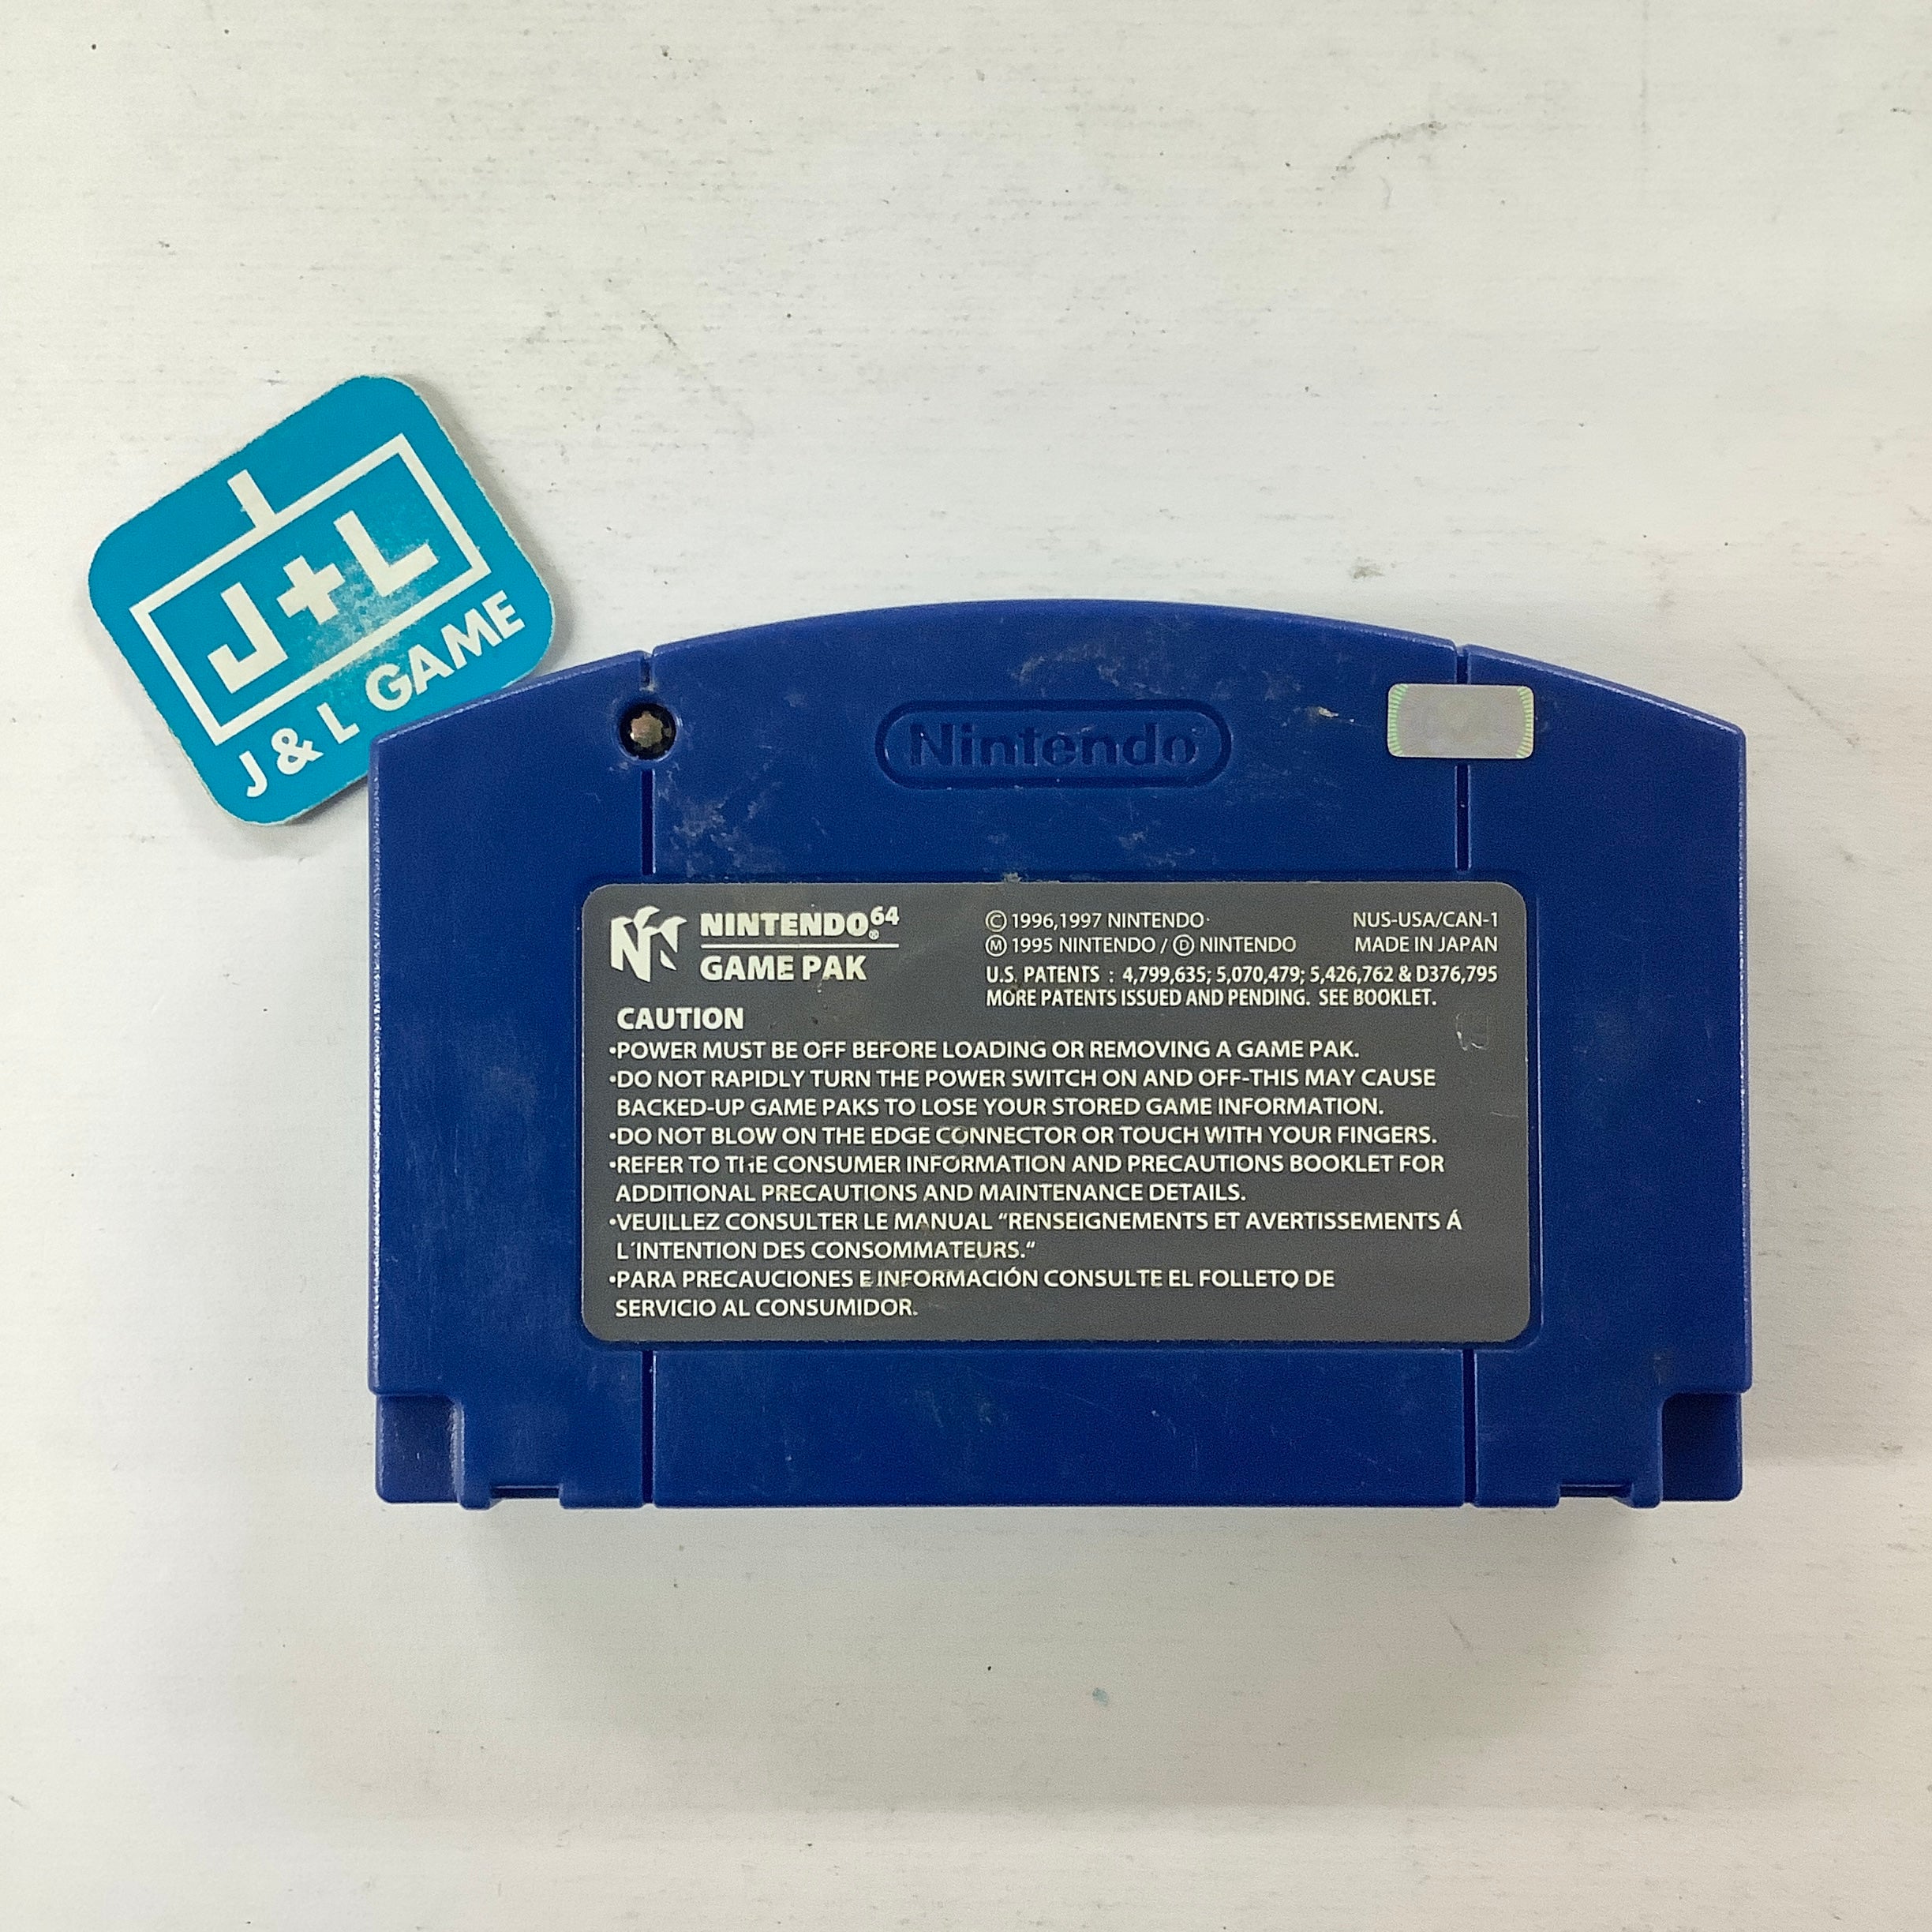 J+L
J & L GAME
Nintendo
NINTENDO64®
GAME PAK
© 1996,1997 NINTENDO
Ⓜ 1995 NINTENDO / Ⓓ NINTENDO
NUS-USA/CAN-1
MADE IN JAPAN
U.S. PATENTS : 4,799,635; 5,070,479; 5,426,762 & D376,795
MORE PATENTS ISSUED AND PENDING. SEE BOOKLET.
CAUTION
•POWER MUST BE OFF BEFORE LOADING OR REMOVING A GAME PAK.
•DO NOT RAPIDLY TURN THE POWER SWITCH ON AND OFF-THIS MAY CAUSE
BACKED-UP GAME PAKS TO LOSE YOUR STORED GAME INFORMATION.
•DO NOT BLOW ON THE EDGE CONNECTOR OR TOUCH WITH YOUR FINGERS.
•REFER TO THE CONSUMER INFORMATION AND PRECAUTIONS BOOKLET FOR
ADDITIONAL PRECAUTIONS AND MAINTENANCE DETAILS.
•VEUILLEZ CONSULTER LE MANUAL “RENSEIGNEMENTS ET AVERTISSEMENTS Á
L´INTENTION DES CONSOMMATEURS.“
•PARA PRECAUCIONES E INFORMACIÓN CONSULTE EL FOLLETO DE
SERVICIO AL CONSUMIDOR.